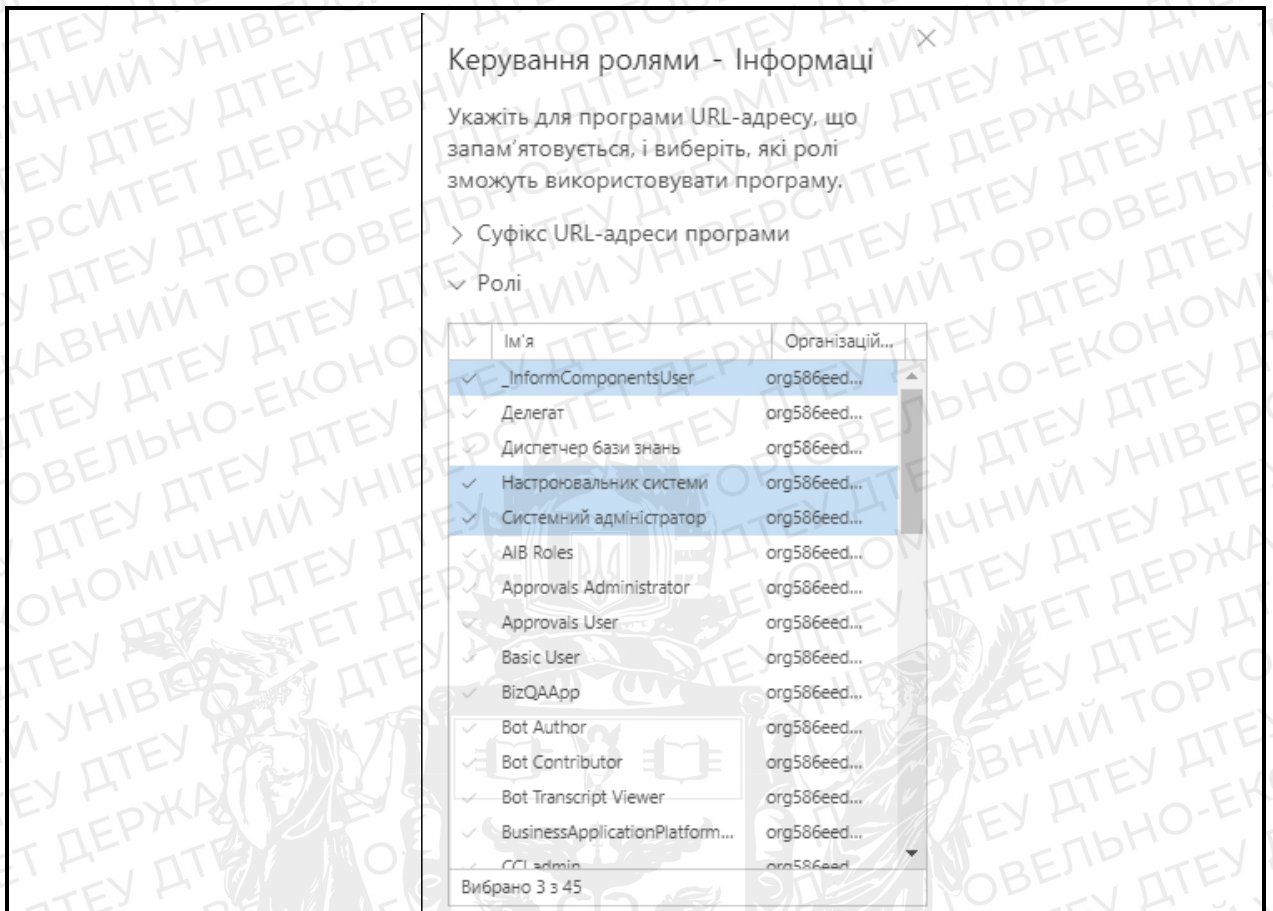 Керування ролями - Інформаці
Укажіть для програми URL-адресу, що
запам'ятовується, і виберіть, які ролі
зможуть використовувати програму.
Суфікс URL-адреси програми
Ролі
Ім'я Організацій...
_InformComponentsUser org586eed...
Делегат org586eed...
Диспетчер бази знань org586eed...
Настроювальник системи org586eed...
Системний адміністратор org586eed...
AIB Roles org586eed...
Approvals Administrator org586eed...
Approvals User org586eed...
Basic User org586eed...
BizQAApp org586eed...
Bot Author org586eed...
Bot Contributor org586eed...
Bot Transcript Viewer org586eed...
BusinessApplicationPlatform... org586eed...
CCI admin org586eed
Вибрано 3 з 45